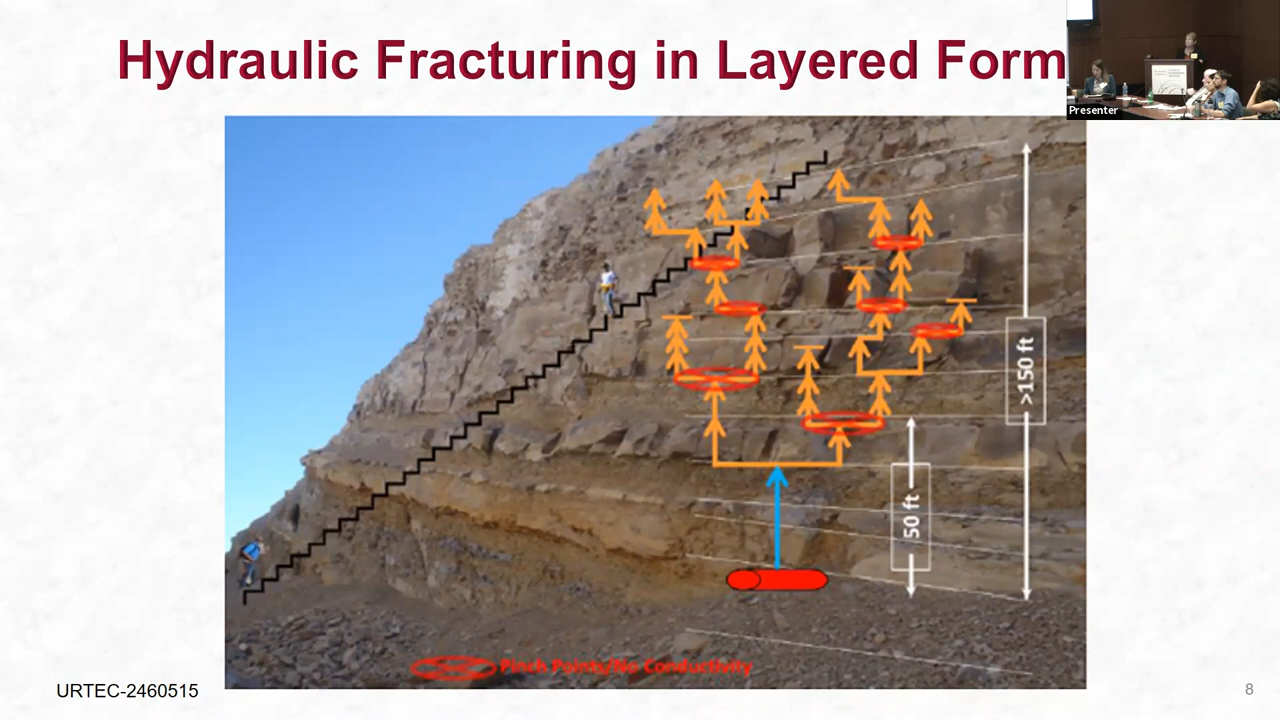 Hydraulic Fracturing in Layered Form
Presenter
>150 ft
50 ft
Pinch Points/No Conductivity
URTEC-2460515
8